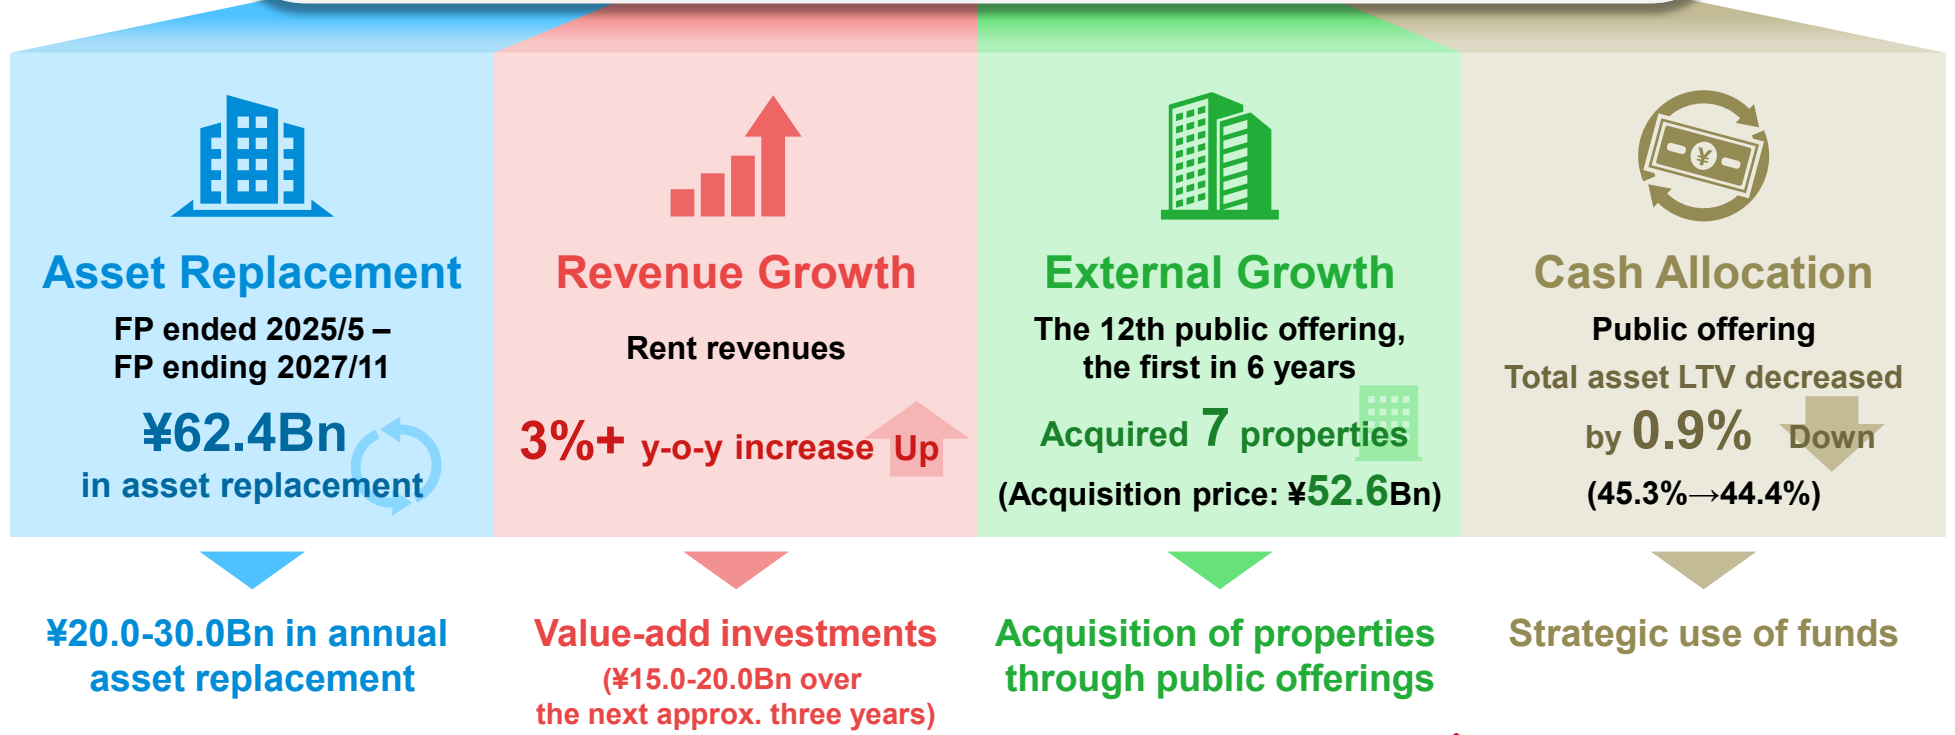 Asset Replacement
FP ended 2025/5 –
FP ending 2027/11
¥62.4Bn
in asset replacement
¥20.0-30.0Bn in annual
asset replacement
Revenue Growth
Rent revenues
3%+ y-o-y increase Up
Value-add investments
(¥15.0-20.0Bn over
the next approx. three years)
External Growth
The 12th public offering,
the first in 6 years
Acquired 7 properties
(Acquisition price: ¥52.6Bn)
Acquisition of properties
through public offerings
¥
Cash Allocation
Public offering
Total asset LTV decreased
by 0.9% Down
(45.3%→44.4%)
Strategic use of funds